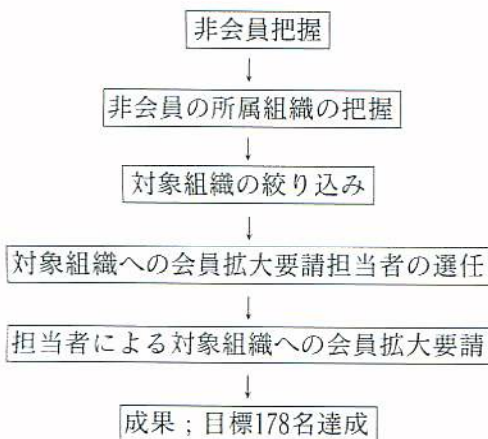 非会員把握
↓
非会員の所属組織の把握
↓
対象組織の絞り込み
↓
対象組織への会員拡大要請担当者の選任
↓
担当者による対象組織への会員拡大要請
↓
成果；目標178名達成